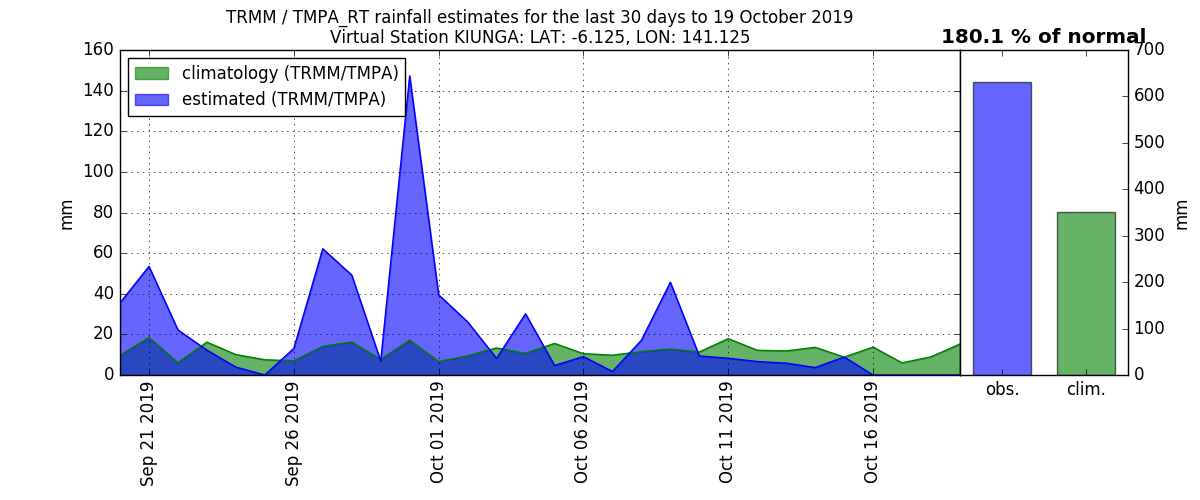 TRMM / TMPA_RT rainfall estimates for the last 30 days to 19 October 2019
Virtual Station KIUNGA: LAT: -6.125, LON: 141.125
180.1 % of normal
climatology (TRMM/TMPA)
estimated (TRMM/TMPA)
160
140
120
100
80
60
40
20
0
mm
Sep 21 2019
Sep 26 2019
Oct 01 2019
Oct 06 2019
Oct 11 2019
Oct 16 2019
700
600
500
400
300
200
100
0
mm
obs.
clim.